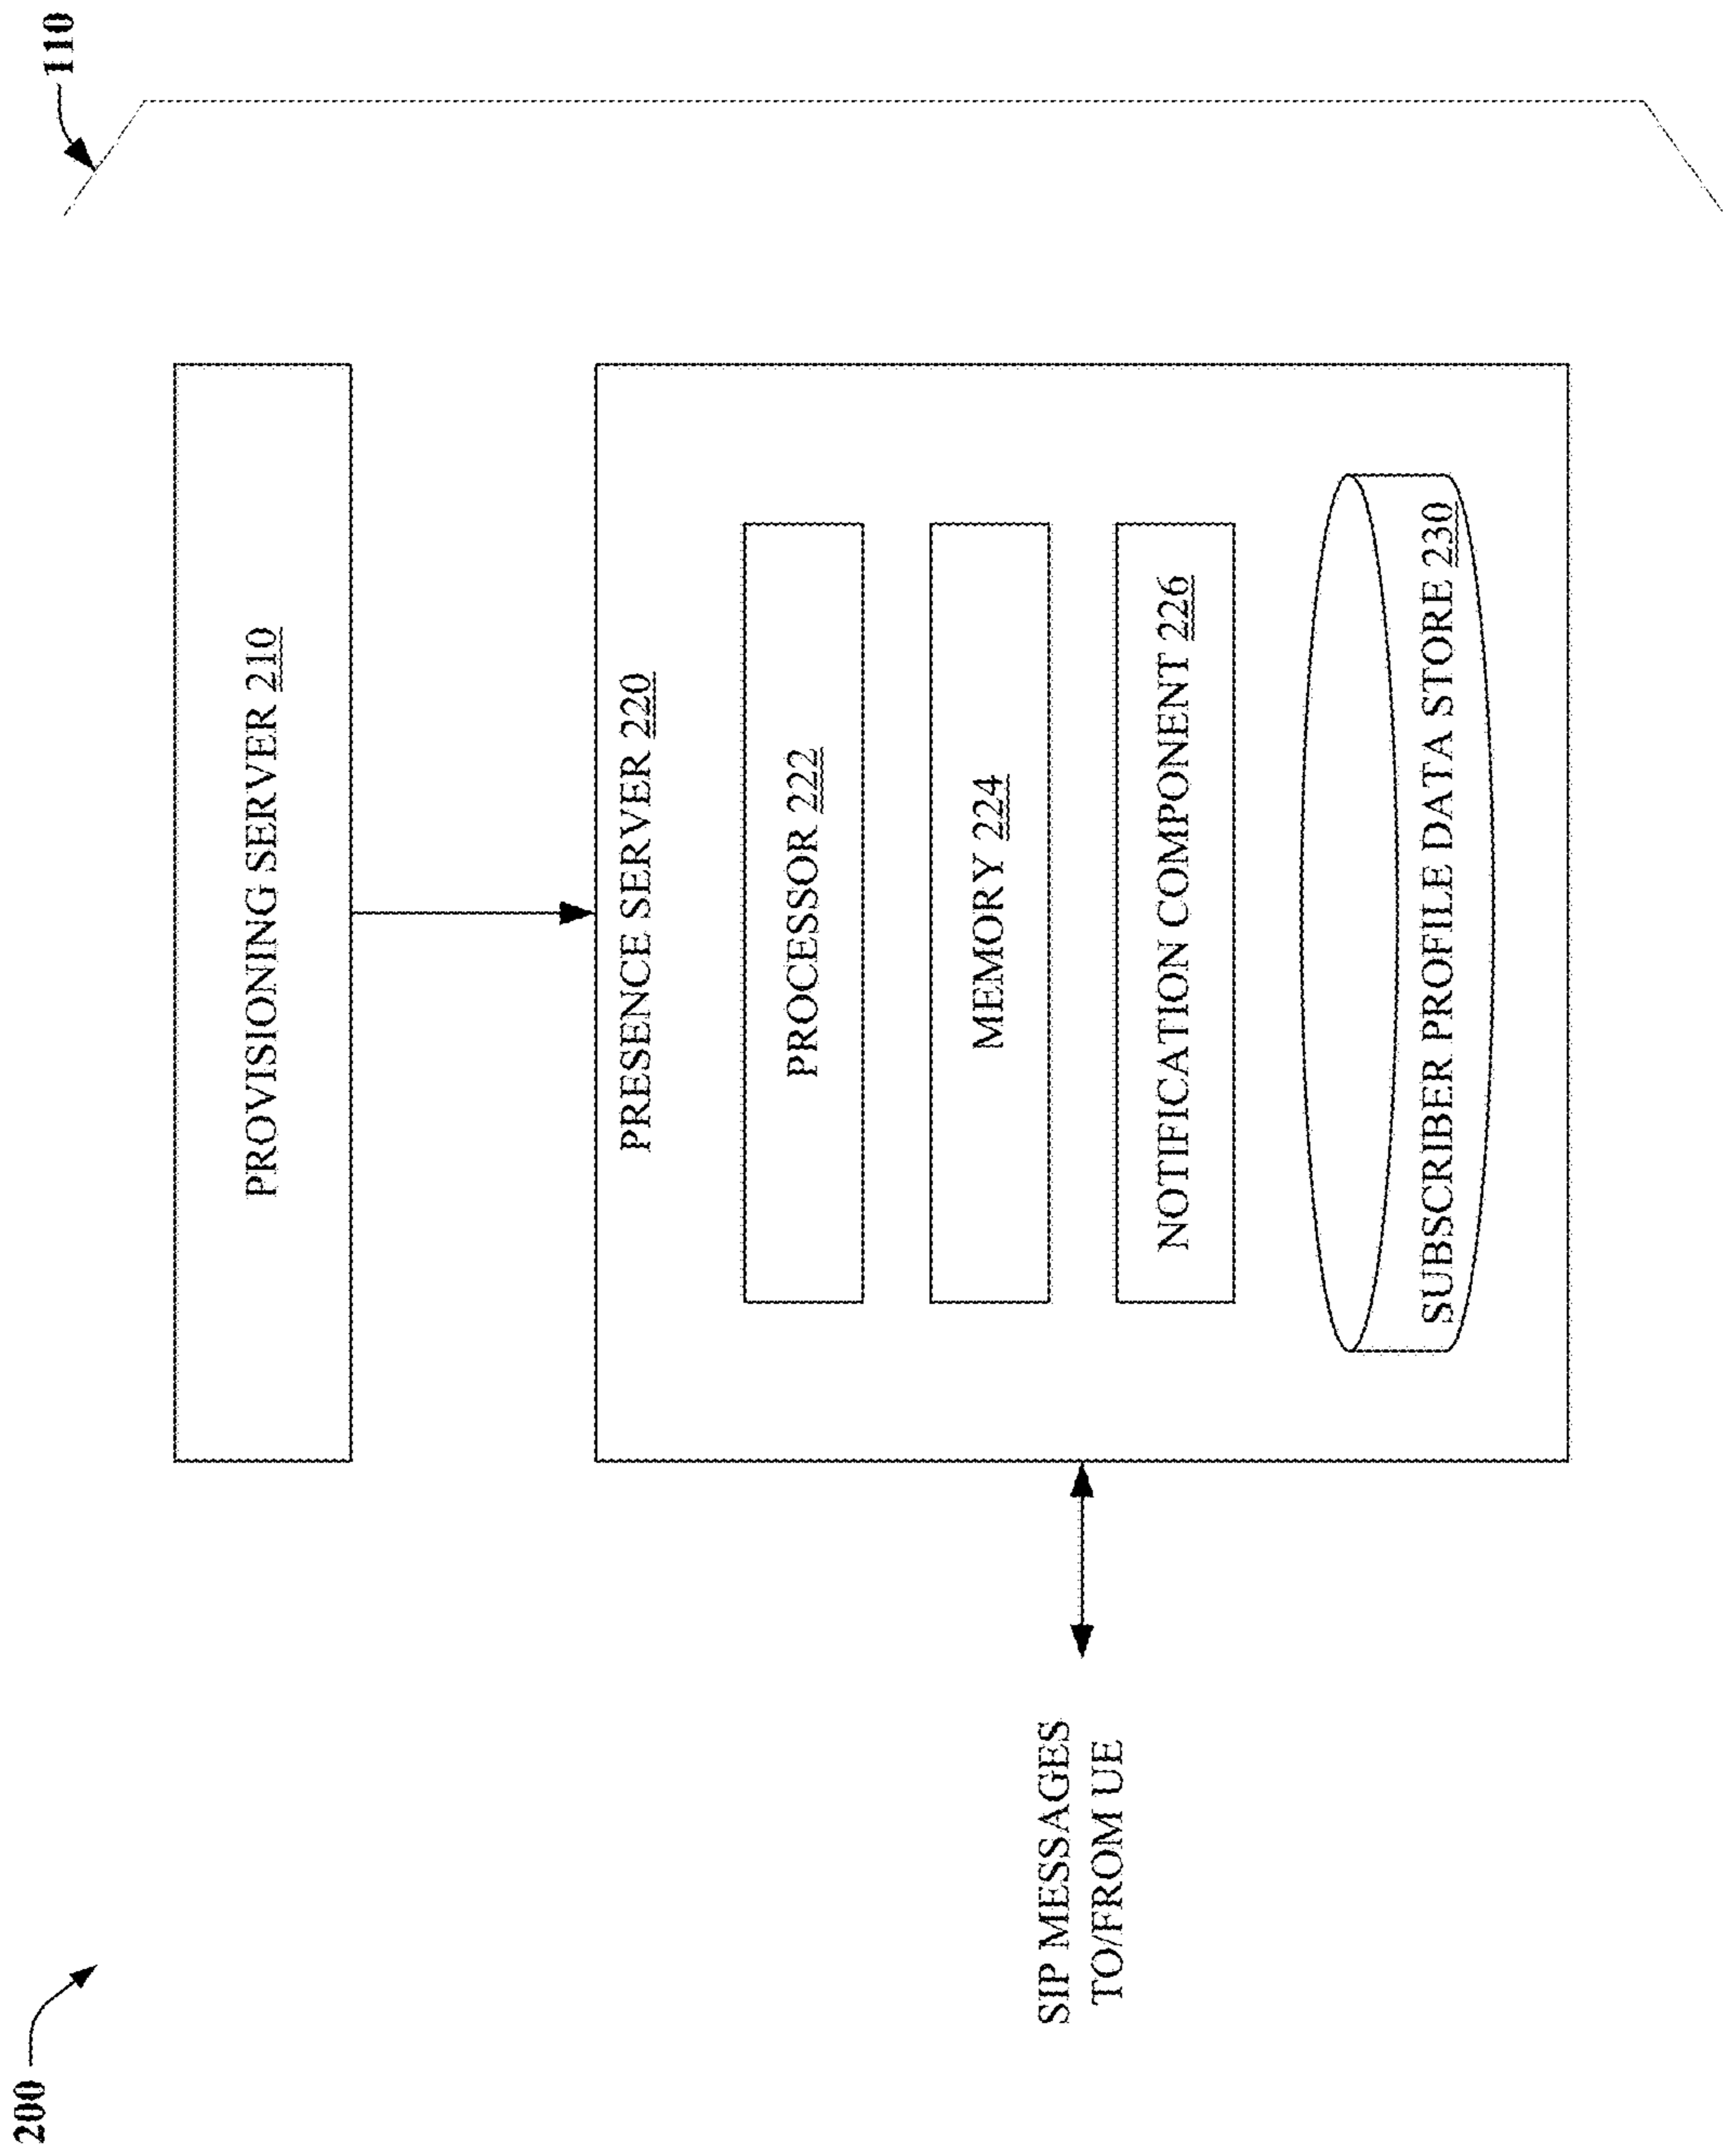 200
110
PROVISIONING SERVER 210
PRESENCE SERVER 220
PROCESSOR 222
MEMORY 224
NOTIFICATION COMPONENT 226
SUBSCRIBER PROFILE DATA STORE 230
SIP MESSAGES
TO/FROM UE